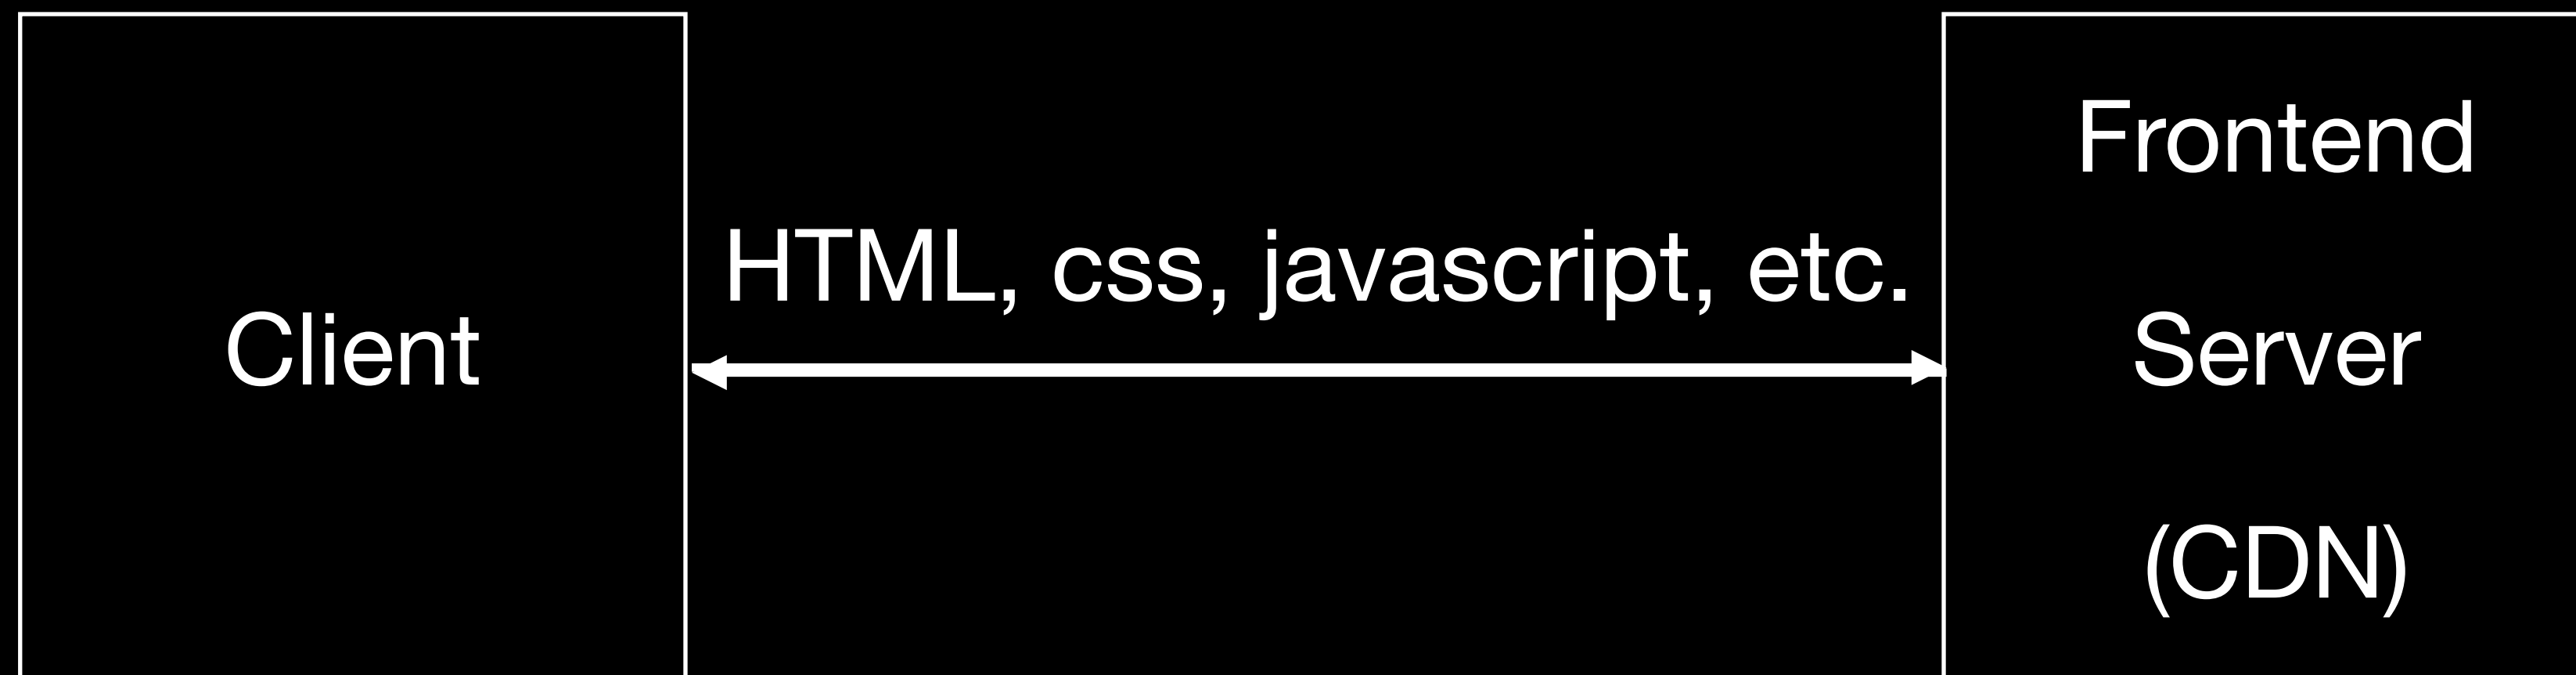 Client
HTML, css, javascript, etc.
Frontend
Server
(CDN)